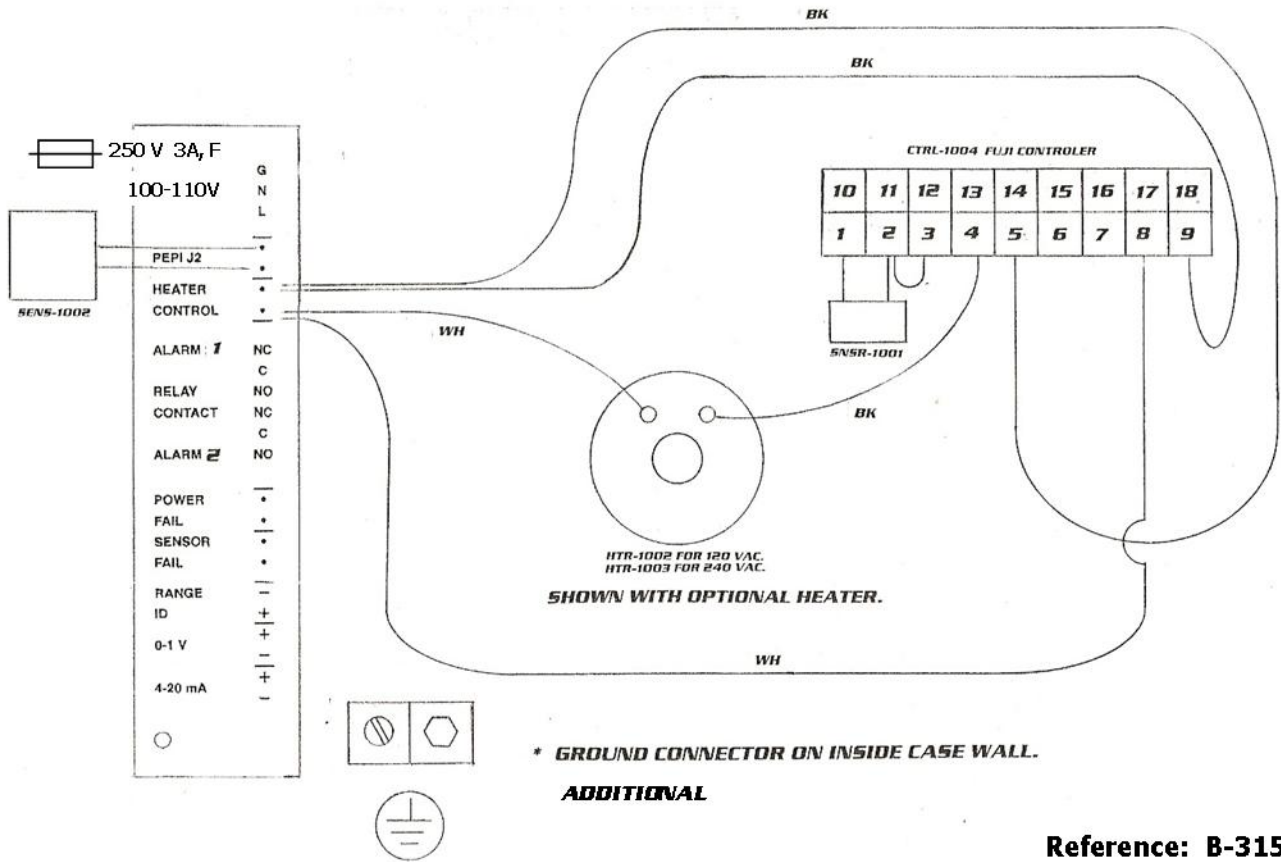 BK
BK
250 V 3A, F
100-110V
G
N
L
PEPI J2
HEATER
CONTROL
ALARM : 1 NC
C
RELAY NO
CONTACT NC
C
ALARM 2 NO
POWER
FAIL
SENSOR
FAIL
RANGE −
ID +
+
0-1 V
−
+
4-20 mA
−
SENS-1002
WH
CTRL-1004 FUJI CONTROLER
10 11 12 13 14 15 16 17 18
1 2 3 4 5 6 7 8 9
SNSR-1001
BK
HTR-1002 FOR 120 VAC.
HTR-1003 FOR 240 VAC.
SHOWN WITH OPTIONAL HEATER.
WH
* GROUND CONNECTOR ON INSIDE CASE WALL.
ADDITIONAL
Reference: B-315